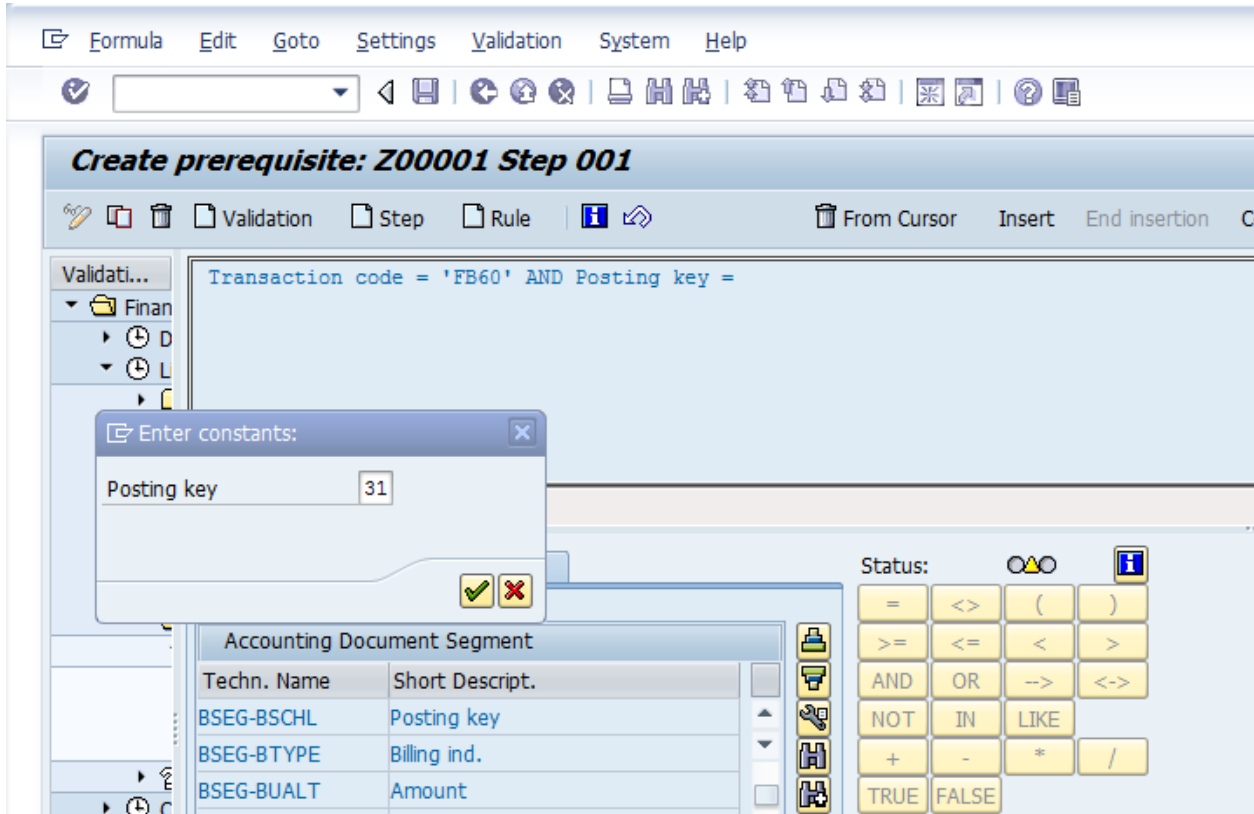 Formula Edit Goto Settings Validation System Help
Create prerequisite: Z00001 Step 001
Validation Step Rule From Cursor Insert End insertion
Validati...
Transaction code = 'FB60' AND Posting key =
Finan
D
Enter constants:
Posting key 31
Status:
= <> ( )
Accounting Document Segment
>= <= < >
Techn. Name Short Descript.
AND OR --> <->
BSEG-BSCHL Posting key
NOT IN LIKE
BSEG-BTYPE Billing ind.
+ - * /
BSEG-BUALT Amount
TRUE FALSE